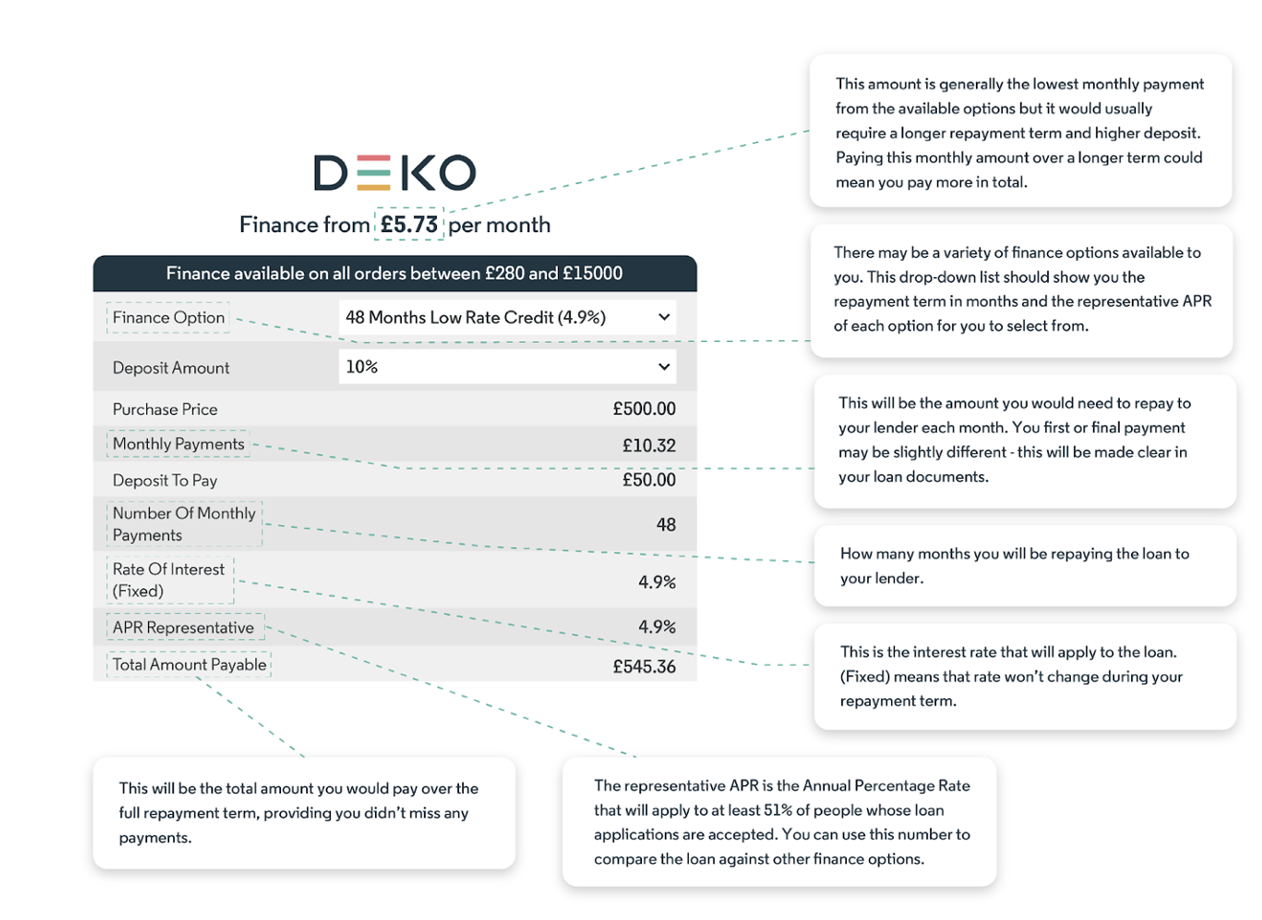 DEKO
Finance from £5.73 per month
Finance available on all orders between £280 and £15000
Finance Option
48 Months Low Rate Credit (4.9%)
Deposit Amount
10%
Purchase Price
£500.00
Monthly Payments
£10.32
Deposit To Pay
£50.00
Number Of Monthly
Payments
48
Rate Of Interest
(Fixed)
4.9%
APR Representative
4.9%
Total Amount Payable
£545.36
This amount is generally the lowest monthly payment
from the available options but it would usually
require a longer repayment term and higher deposit.
Paying this monthly amount over a longer term could
mean you pay more in total.
There may be a variety of finance options available to
you. This drop-down list should show you the
repayment term in months and the representative APR
of each option for you to select from.
This will be the amount you would need to repay to
your lender each month. You first or final payment
may be slightly different - this will be made clear in
your loan documents.
How many months you will be repaying the loan to
your lender.
This is the interest rate that will apply to the loan.
(Fixed) means that rate won't change during your
repayment term.
This will be the total amount you would pay over the
full repayment term, providing you didn't miss any
payments.
The representative APR is the Annual Percentage Rate
that will apply to at least 51% of people whose loan
applications are accepted. You can use this number to
compare the loan against other finance options.